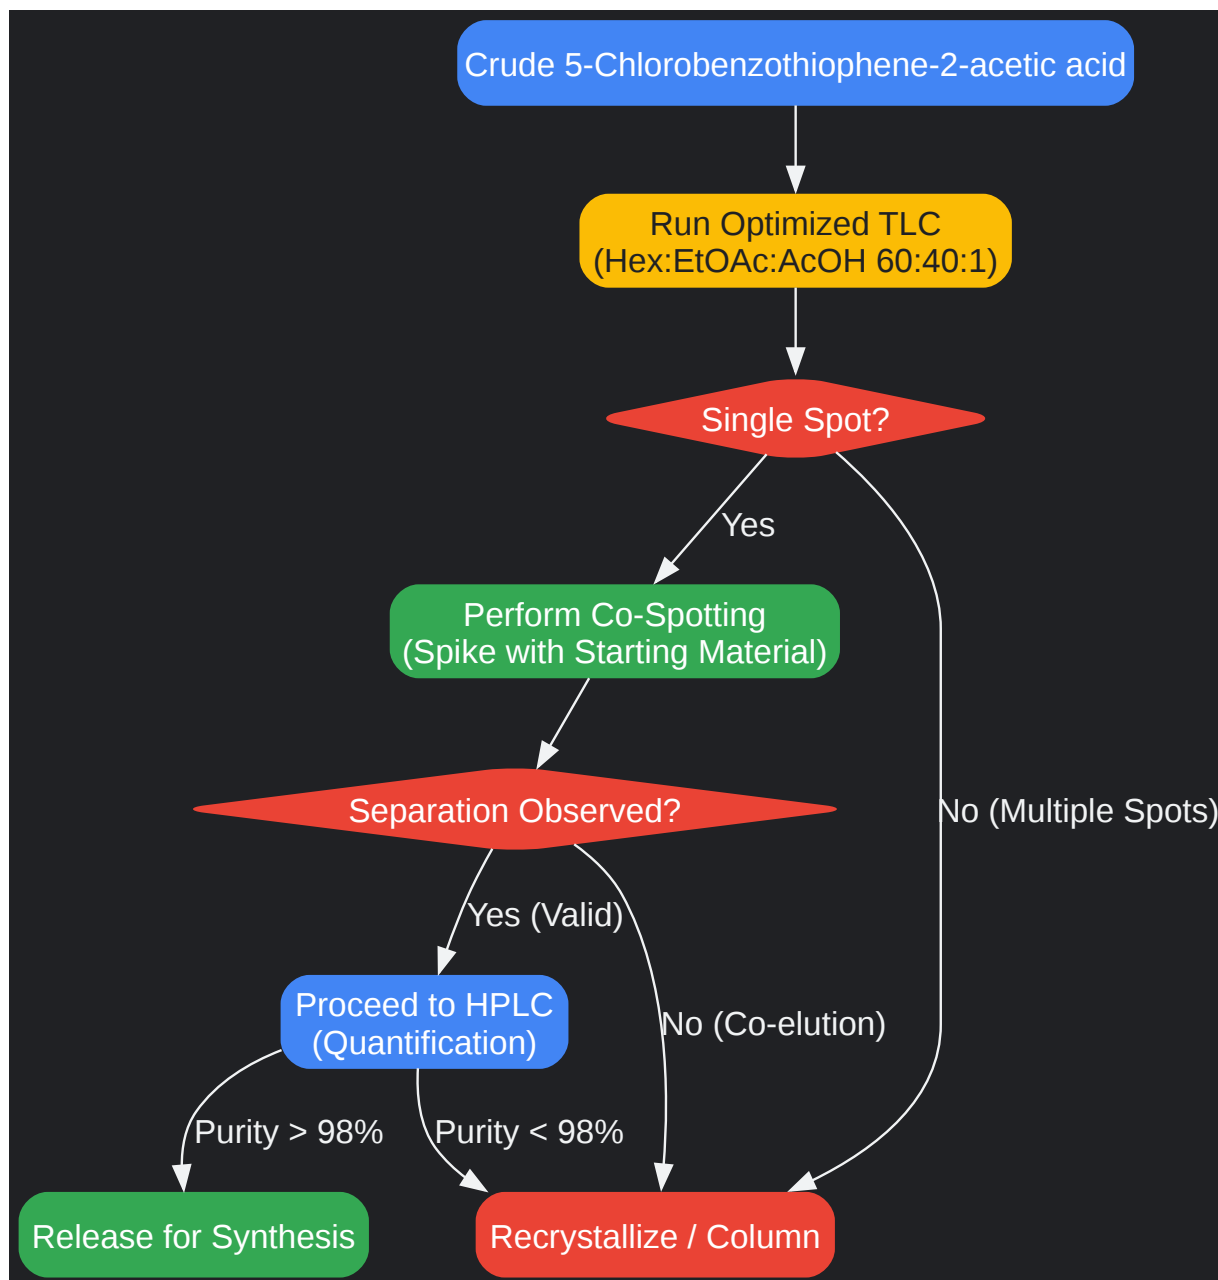 Crude 5-Chlorobenzothiophene-2-acetic acid
Run Optimized TLC
(Hex:EtOAc:AcOH 60:40:1)
Single Spot?
Yes
Perform Co-Spotting
(Spike with Starting Material)
Separation Observed?
No (Multiple Spots)
Yes (Valid)
Proceed to HPLC
(Quantification)
No (Co-elution)
Purity > 98%
Purity < 98%
Release for Synthesis
Recrystallize / Column